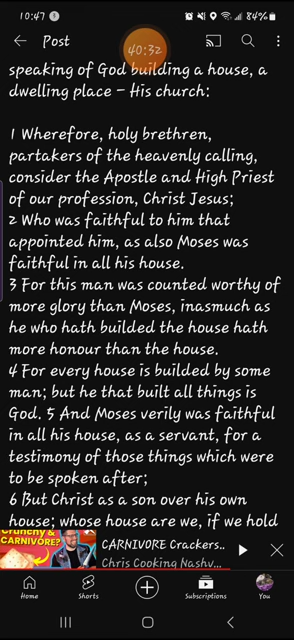 10:47
84%
Post
40:32
speaking of God building a house, a
dwelling place – His church:
1 Wherefore, holy brethren,
partakers of the heavenly calling,
consider the Apostle and High Priest
of our profession, Christ Jesus;
2 Who was faithful to him that
appointed him, as also Moses was
faithful in all his house.
3 For this man was counted worthy of
more glory than Moses, inasmuch as
he who hath builded the house hath
more honour than the house.
4 For every house is builded by some
man; but he that built all things is
God. 5 And Moses verily was faithful
in all his house, as a servant, for a
testimony of those things which were
to be spoken after;
6 But Christ as a son over his own
house; whose house are we, if we hold
Crunchy &
CARNIVORE?
CARNIVORE Crackers..
Chris Cooking Nashv...
Home
Shorts
Subscriptions
You